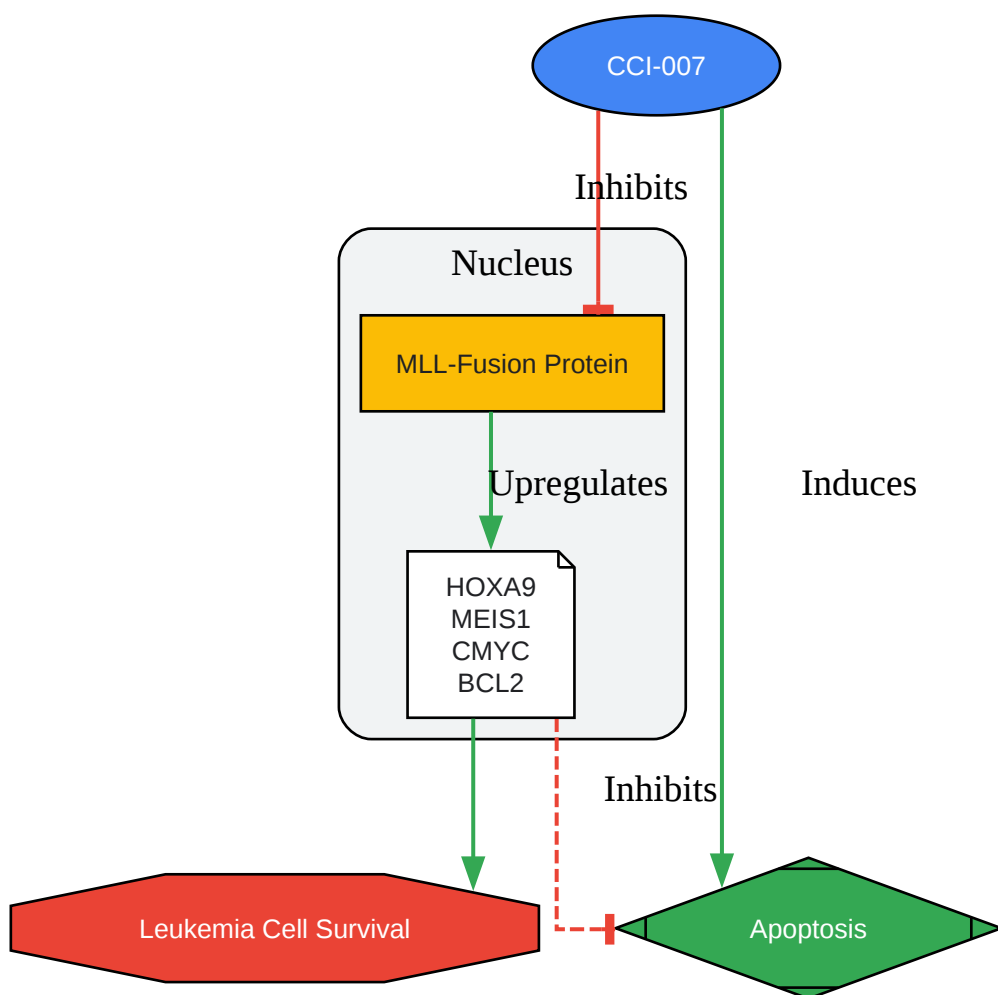 CCI-007
Inhibits
Nucleus
MLL-Fusion Protein
Upregulates
Induces
HOXA9
MEIS1
CMYC
BCL2
Inhibits
Leukemia Cell Survival
Apoptosis